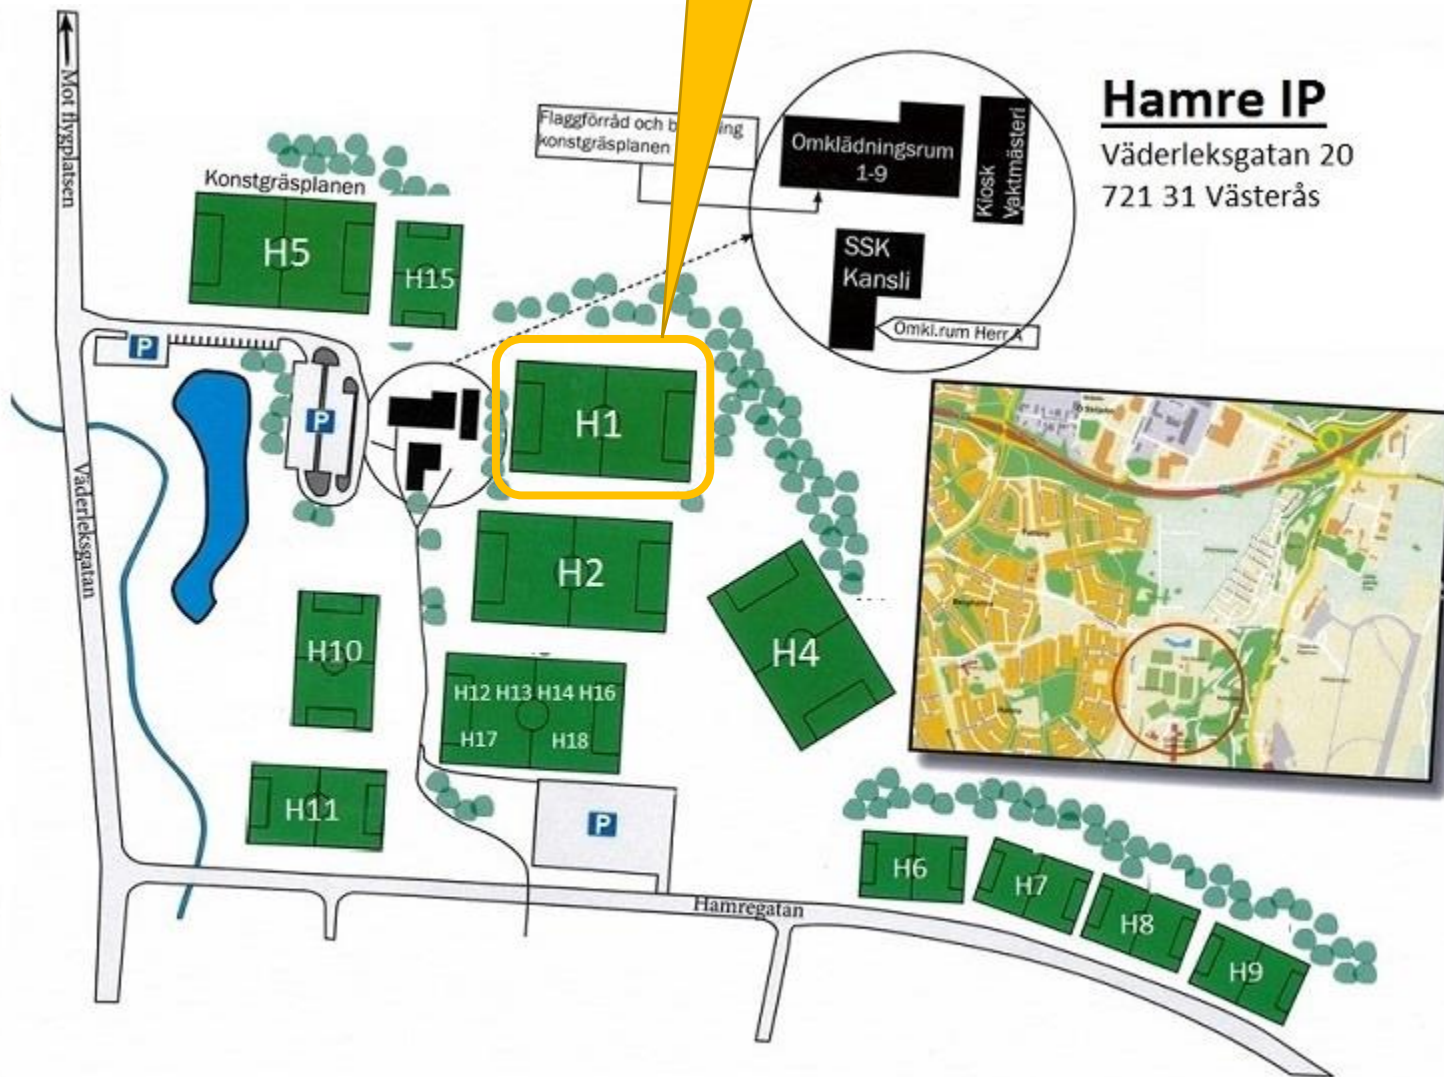 Mot flygplatsen
Hamre IP
Väderleksgatan 20
721 31 Västerås
Flaggförråd och
konstgräsplanen
Omklädningsrum
1-9
Kiosk
Vaktmästeri
SSK
Kansli
Omkl.rum Herr A
Konstgräsplanen
H5
H15
P
P
H1
Väderleksgatan
H2
H10
H4
H12 H13 H14 H16
H17 H18
H11
P
H6
H7
H8
H9
Hamregatan